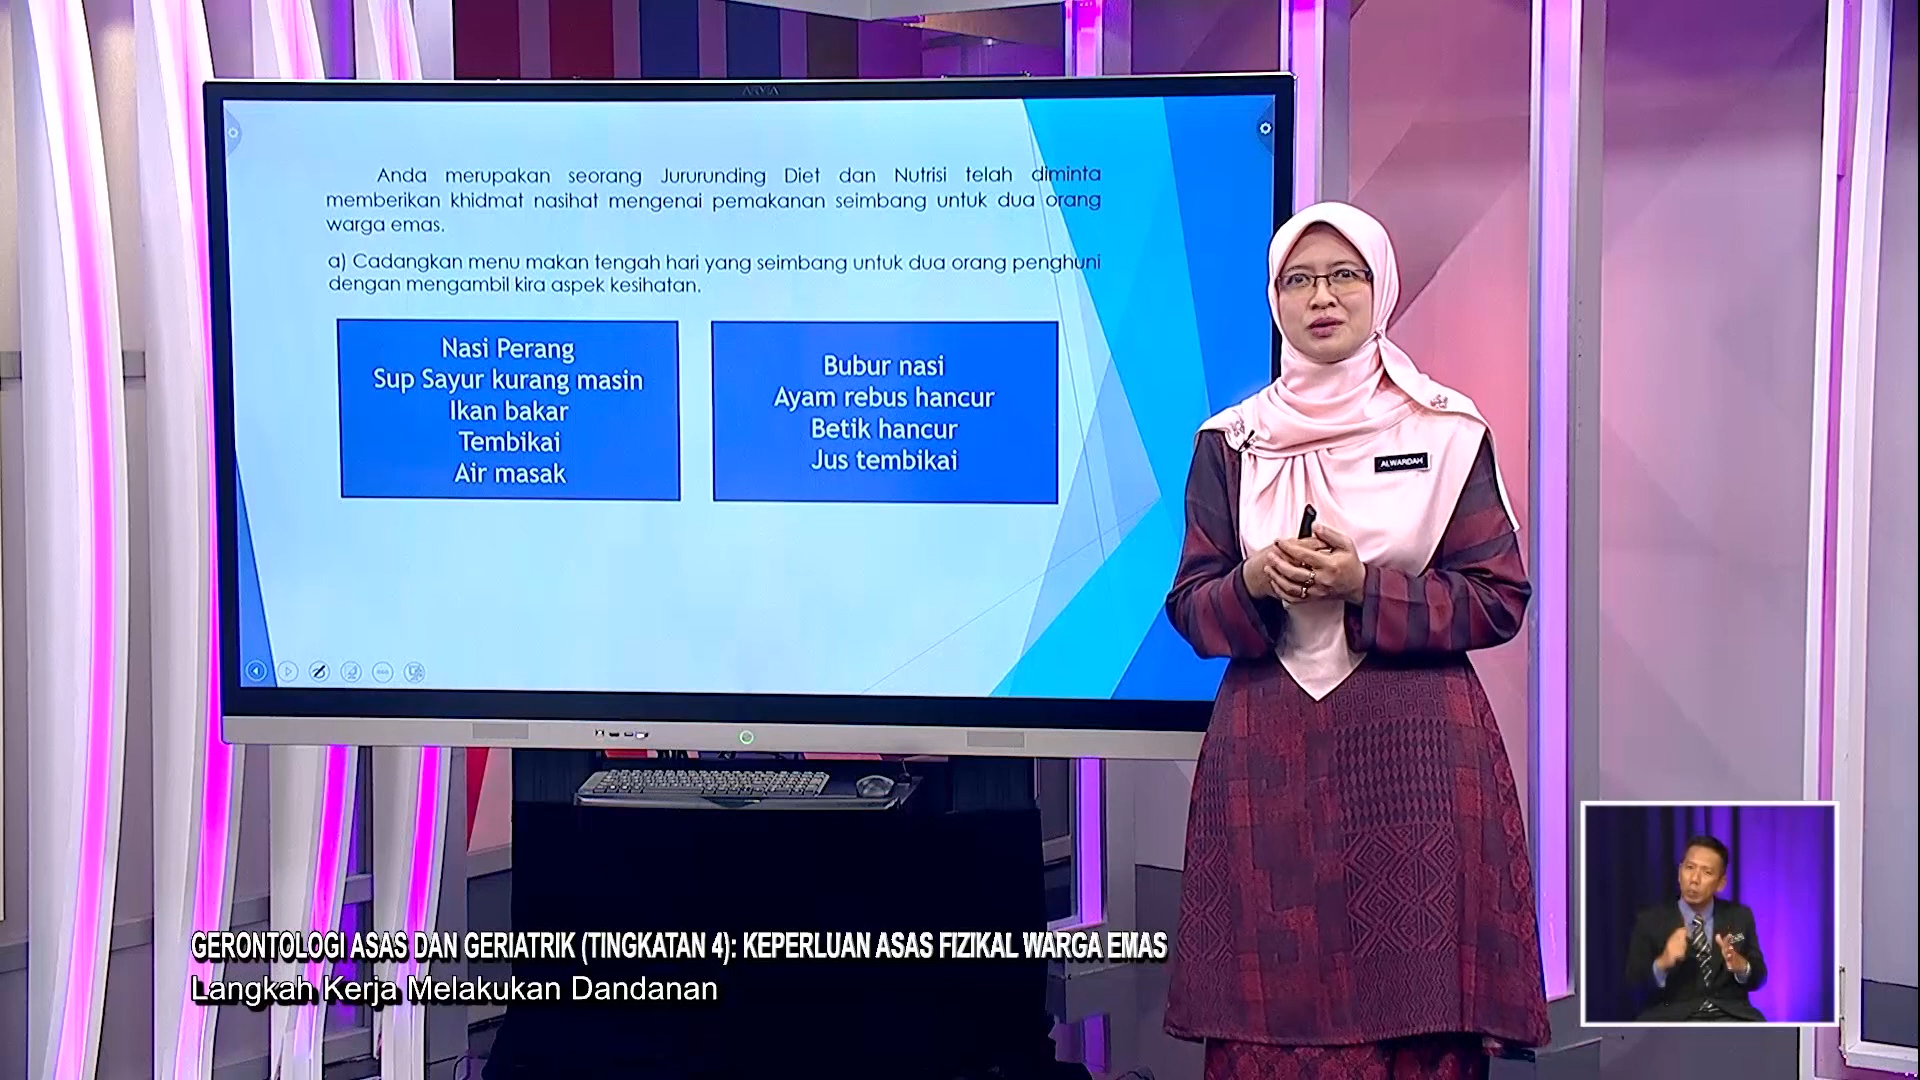 ARVIA
Anda merupakan seorang Jururunding Diet dan Nutrisi telah diminta
memberikan khidmat nasihat mengenai pemakanan seimbang untuk dua orang
warga emas.
a) Cadangkan menu makan tengah hari yang seimbang untuk dua orang penghuni
dengan mengambil kira aspek kesihatan.
Nasi Perang
Sup Sayur kurang masin
Ikan bakar
Tembikai
Air masak
Bubur nasi
Ayam rebus hancur
Betik hancur
Jus tembikai
ALWARDAH
GERONTOLOGI ASAS DAN GERIATRIK (TINGKATAN 4): KEPERLUAN ASAS FIZIKAL WARGA EMAS
Langkah Kerja Melakukan Dandanan